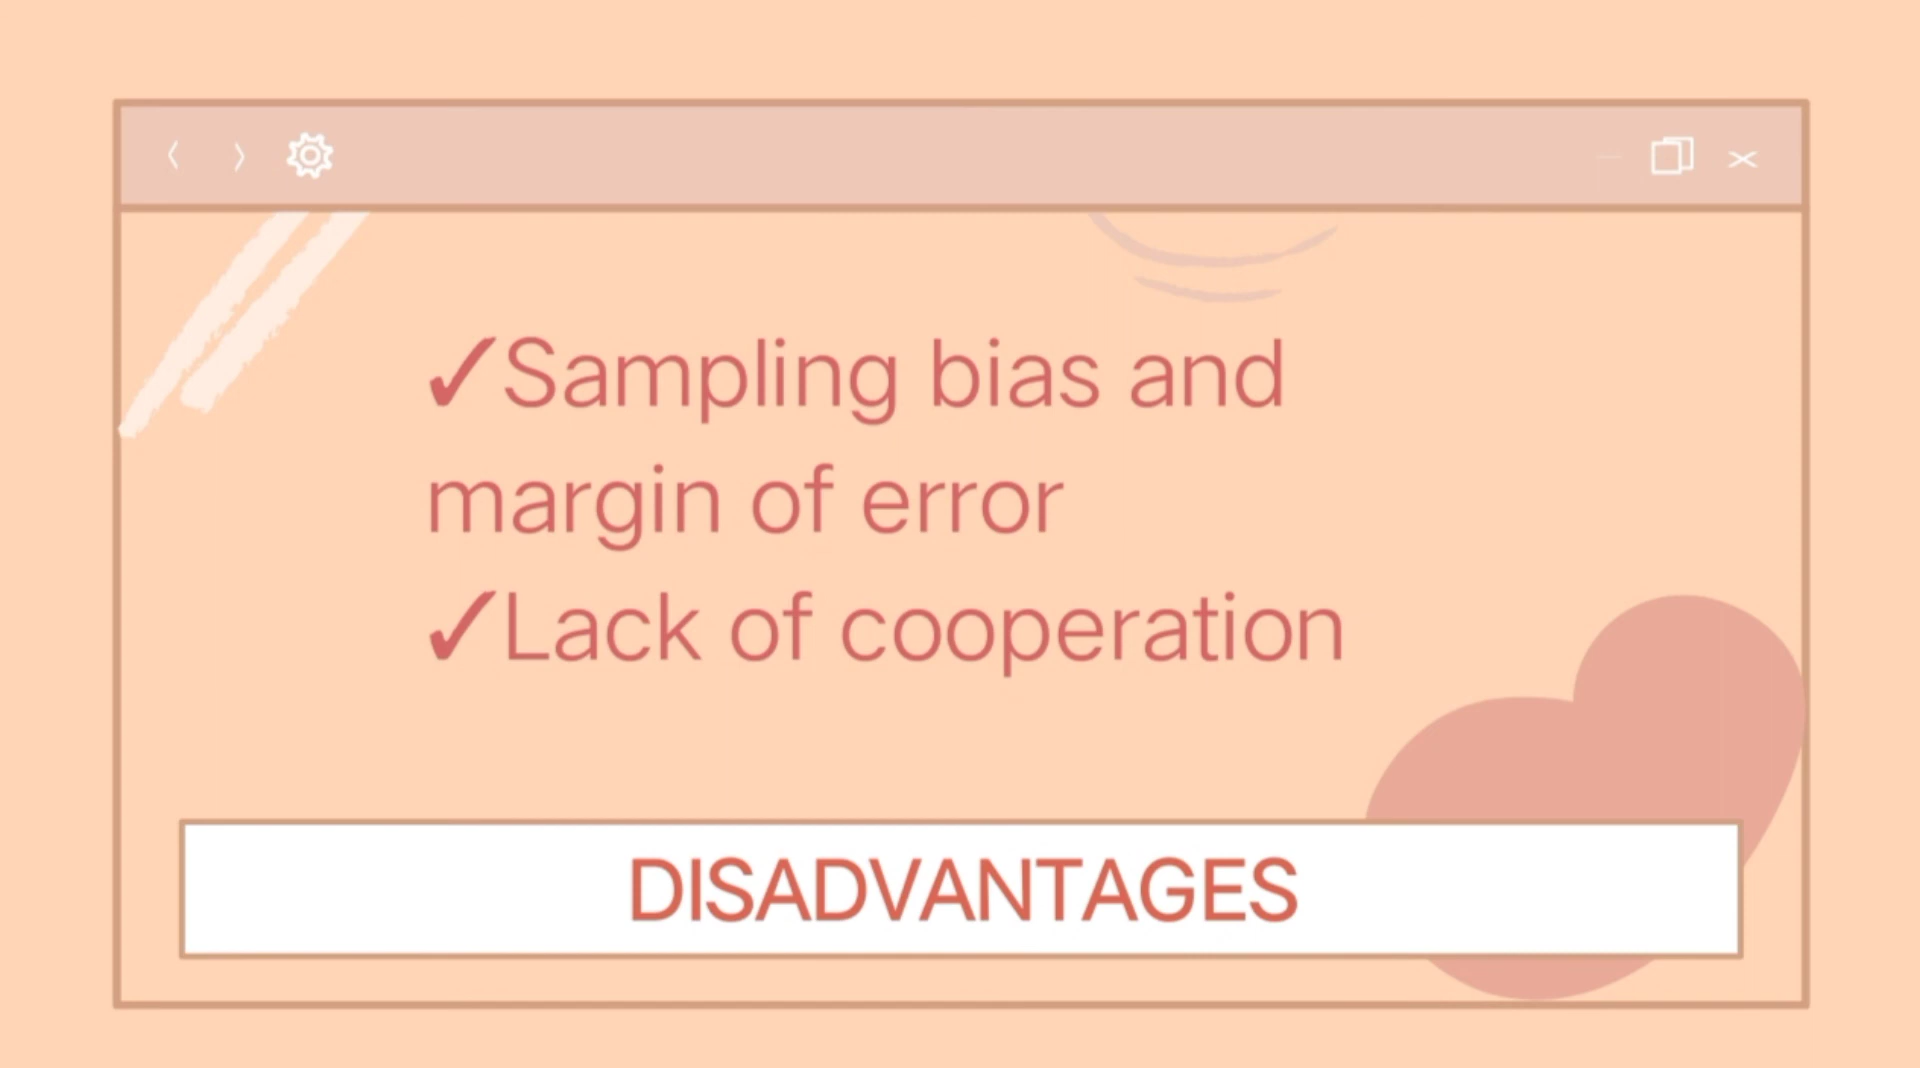 ✓Sampling bias and
margin of error
✓Lack of cooperation
DISADVANTAGES